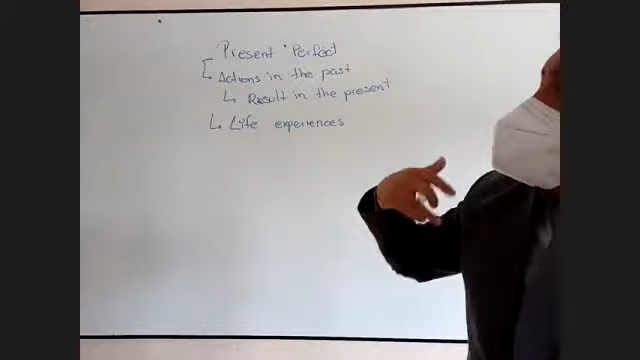 Present Perfect
Actions in the past
↳ Result in the present
↳ Life experiences